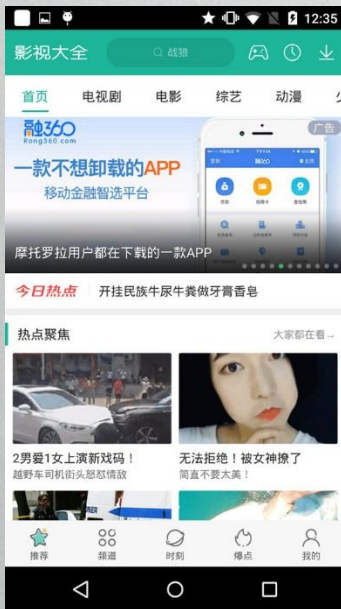 12:35
影视大全
战狼
首页 电视剧 电影 综艺 动漫
融360
Rong360.com
广告
一款不想卸载的APP
移动金融智选平台
摩托罗拉用户都在下载的一款APP
今日热点 开挂民族牛尿牛粪做牙膏香皂
热点聚焦 大家都在看
2男爱1女上演新戏码！
越野车司机街头怒怼情敌
无法拒绝！被女神撩了
简直不要太美！
推荐 频道 时刻 爆点 我的